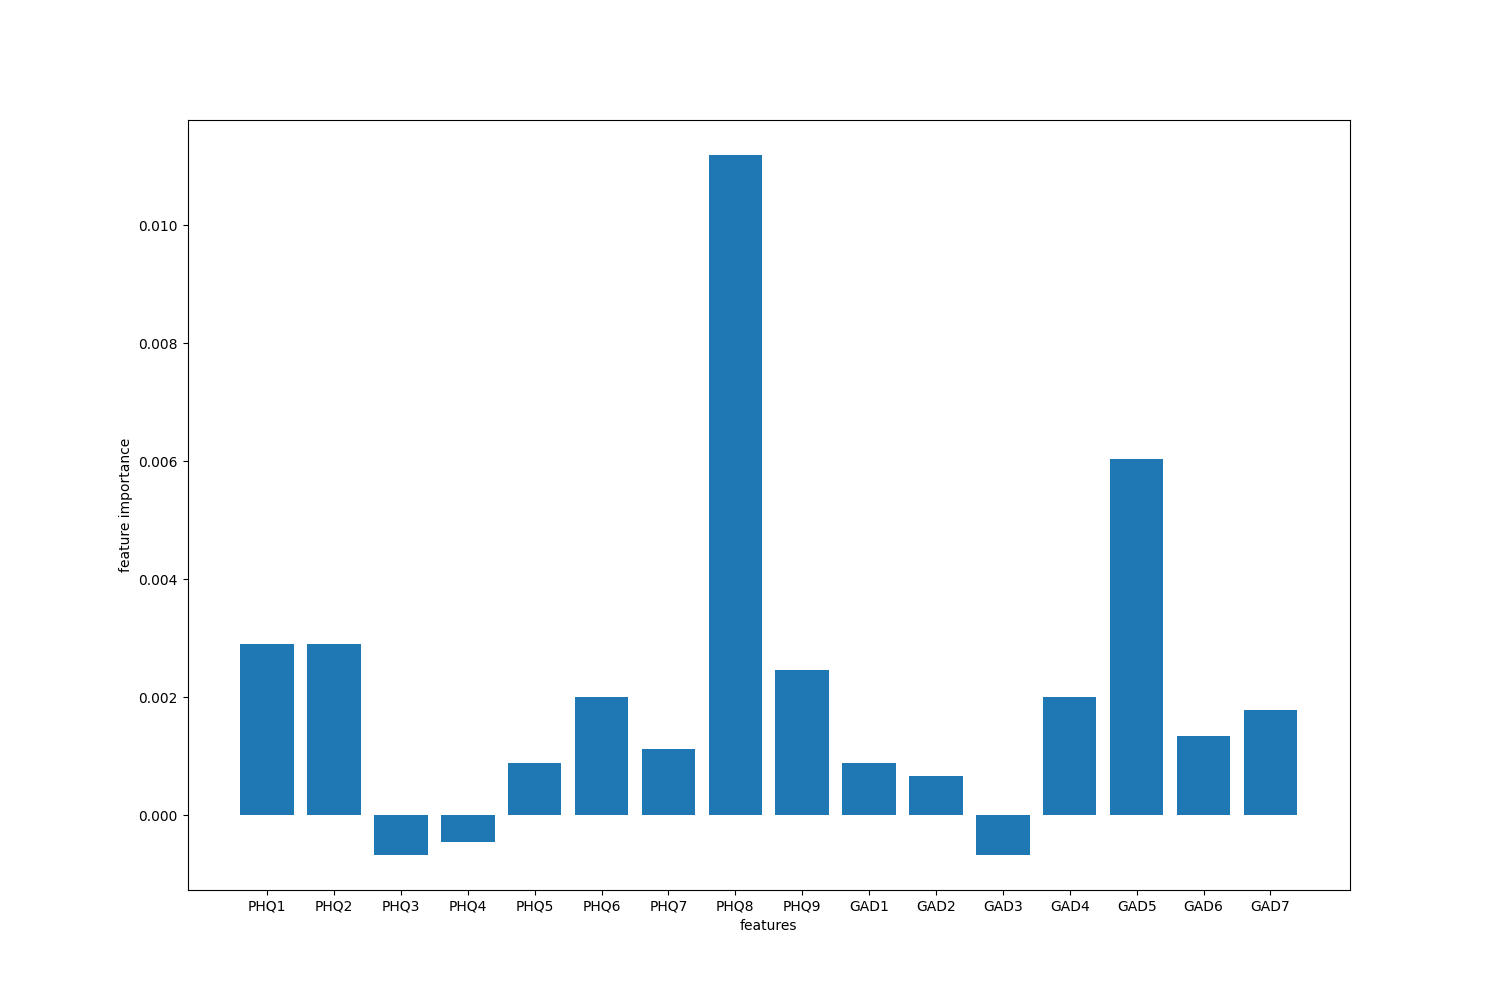 0.010
0.008
0.006
0.004
0.002
0.000
feature importance
PHQ1 PHQ2 PHQ3 PHQ4 PHQ5 PHQ6 PHQ7 PHQ8 PHQ9 GAD1 GAD2 GAD3 GAD4 GAD5 GAD6 GAD7
features